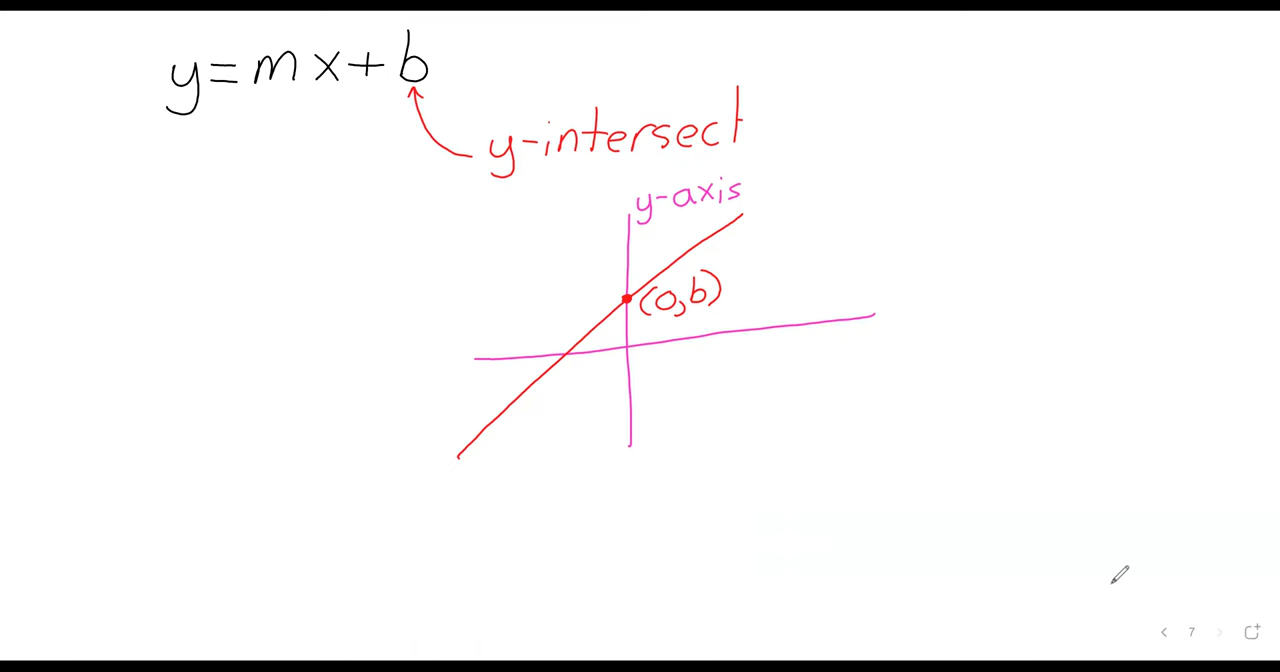 y=mx+b
y-intersect
y-axis
(0,b)
7